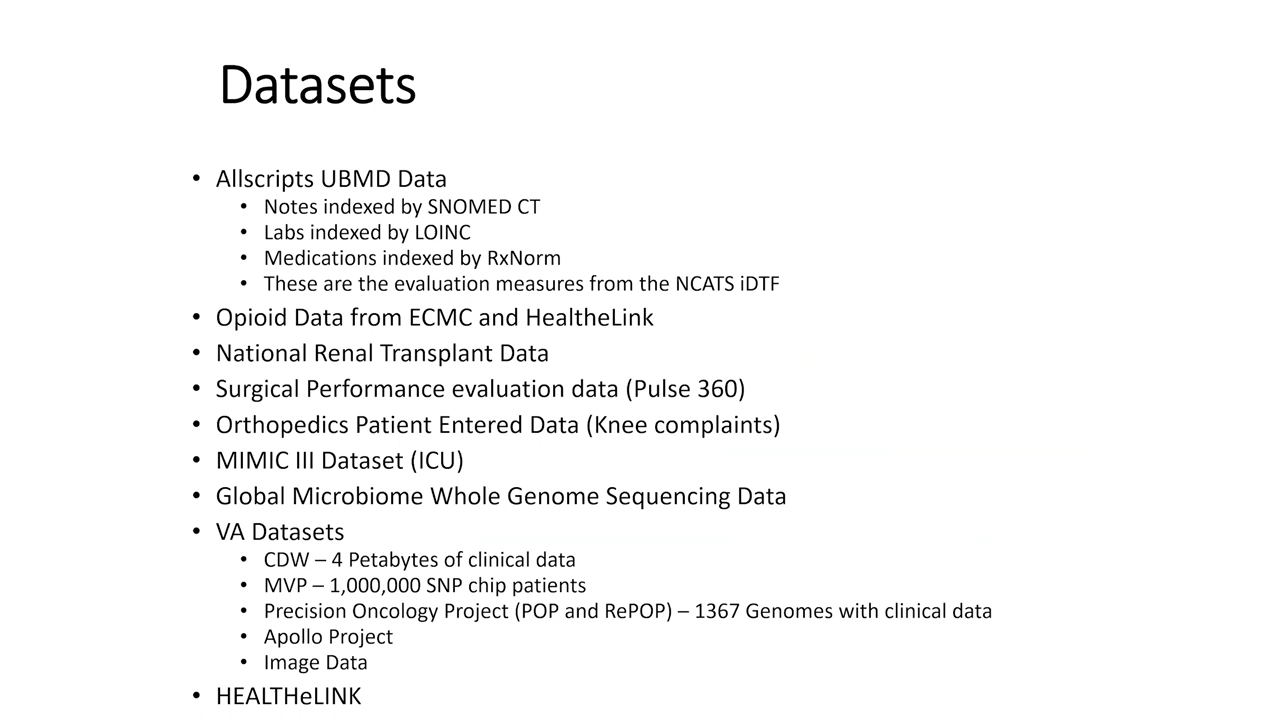 Datasets
• Allscripts UBMD Data
• Notes indexed by SNOMED CT
• Labs indexed by LOINC
• Medications indexed by RxNorm
• These are the evaluation measures from the NCATS iDTF
• Opioid Data from ECMC and HealtheLink
• National Renal Transplant Data
• Surgical Performance evaluation data (Pulse 360)
• Orthopedics Patient Entered Data (Knee complaints)
• MIMIC III Dataset (ICU)
• Global Microbiome Whole Genome Sequencing Data
• VA Datasets
• CDW – 4 Petabytes of clinical data
• MVP – 1,000,000 SNP chip patients
• Precision Oncology Project (POP and RePOP) – 1367 Genomes with clinical data
• Apollo Project
• Image Data
• HEALTHeLINK